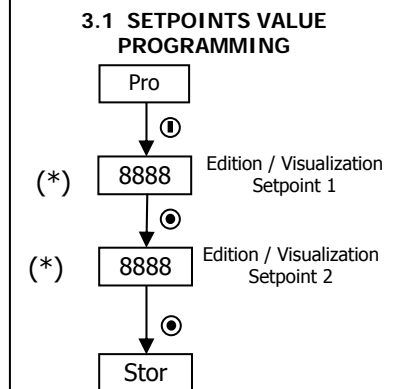 3.1 SETPOINTS VALUE
PROGRAMMING
Pro
(*) 8888 Edition / Visualization
Setpoint 1
(*) 8888 Edition / Visualization
Setpoint 2
Stor